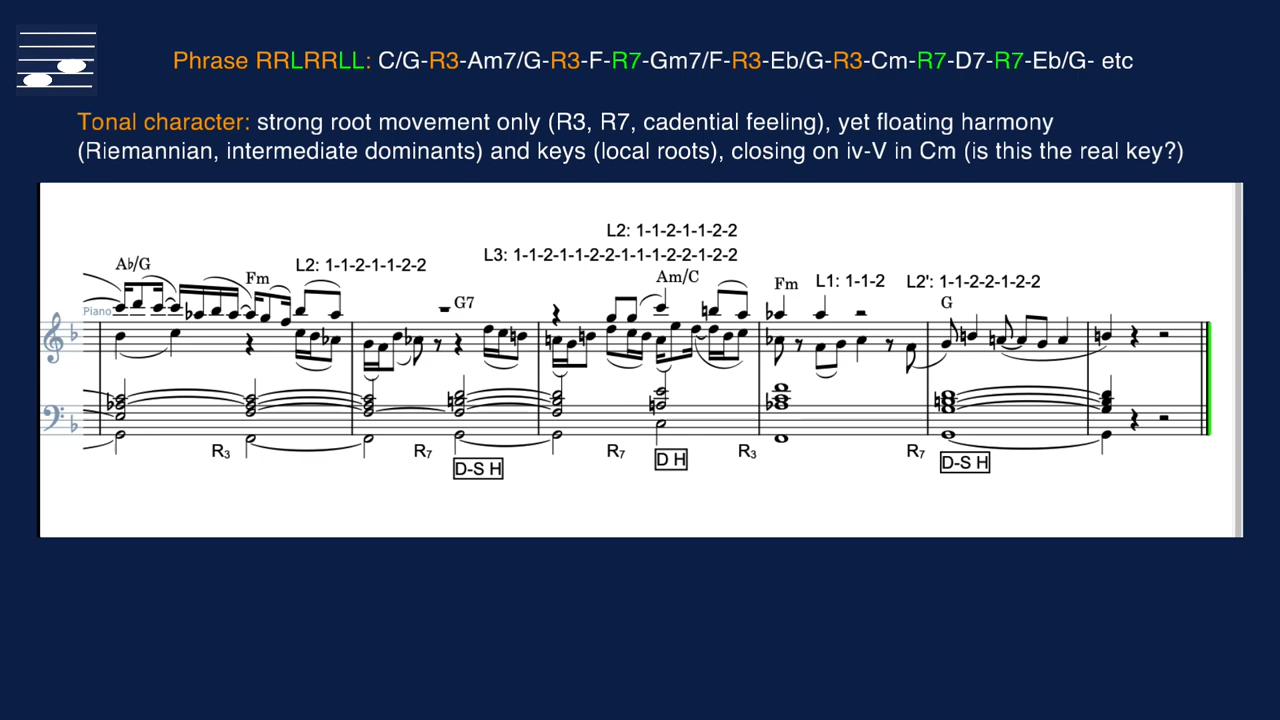 Phrase RRLRRLL: C/G-R3-Am7/G-R3-F-R7-Gm7/F-R3-Eb/G-R3-Cm-R7-D7-R7-Eb/G- etc
Tonal character: strong root movement only (R3, R7, cadential feeling), yet floating harmony
(Riemannian, intermediate dominants) and keys (local roots), closing on iv-V in Cm (is this the real key?)
L2: 1-1-2-1-1-2-2
L3: 1-1-2-1-1-2-2-1-1-1-2-2-1-2-2
A♭/G Fm L2: 1-1-2-1-1-2-2 G7 Am/C Fm L1: 1-1-2 L2': 1-1-2-2-1-2-2
G
Piano
R3 R7 R7 R3 R7
D-S H D H D-S H